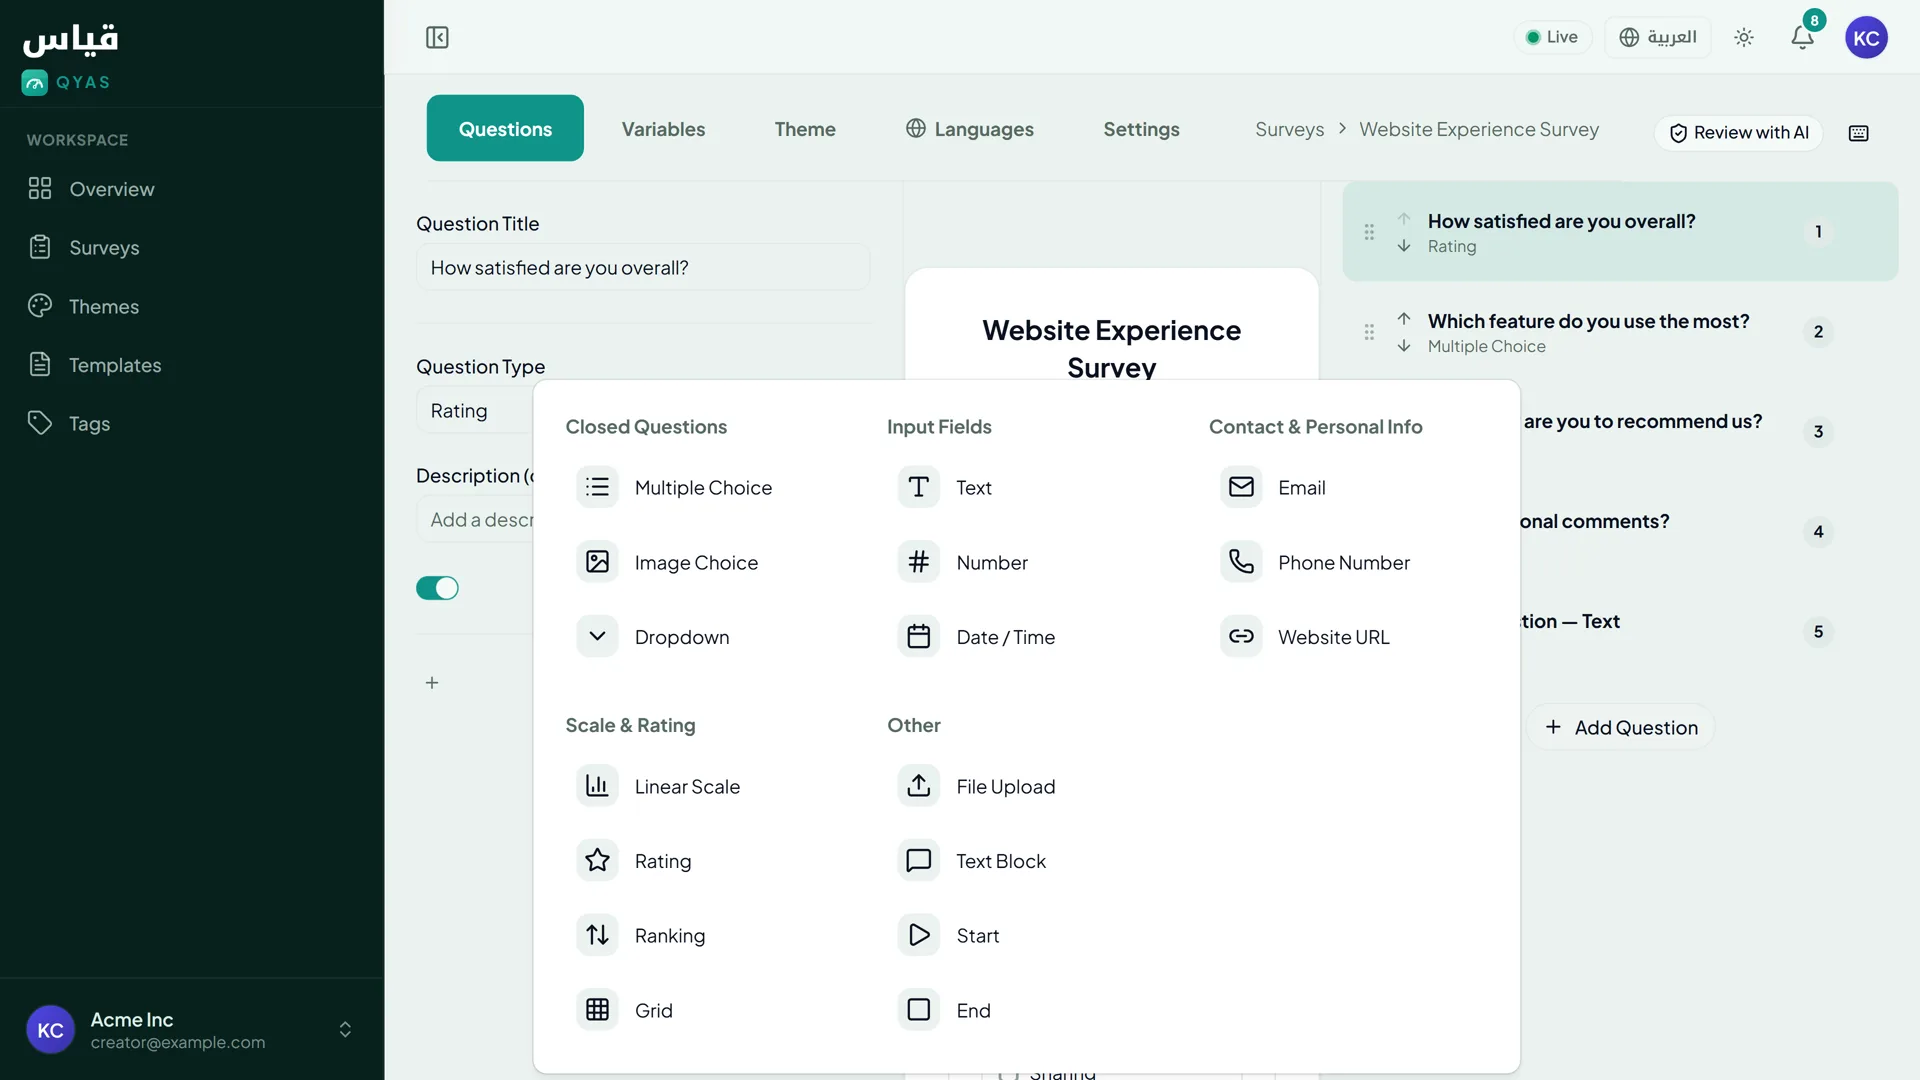 قياس
QYAS
WORKSPACE
Overview
Surveys
Themes
Templates
Tags
KC
Acme Inc
creator@example.com
Live
العربية
8
KC
Questions
Variables
Theme
Languages
Settings
Surveys > Website Experience Survey
Review with AI
Question Title
How satisfied are you overall?
Question Type
Rating
Description (
Add a descr
Website Experience
Survey
How satisfied are you overall?
Rating
1
Which feature do you use the most?
Multiple Choice
2
are you to recommend us?
3
onal comments?
4
tion — Text
5
Add Question
Closed Questions
Multiple Choice
Image Choice
Dropdown
Input Fields
Text
Number
Date / Time
Contact & Personal Info
Email
Phone Number
Website URL
Scale & Rating
Linear Scale
Rating
Ranking
Grid
Other
File Upload
Text Block
Start
End
Sharing